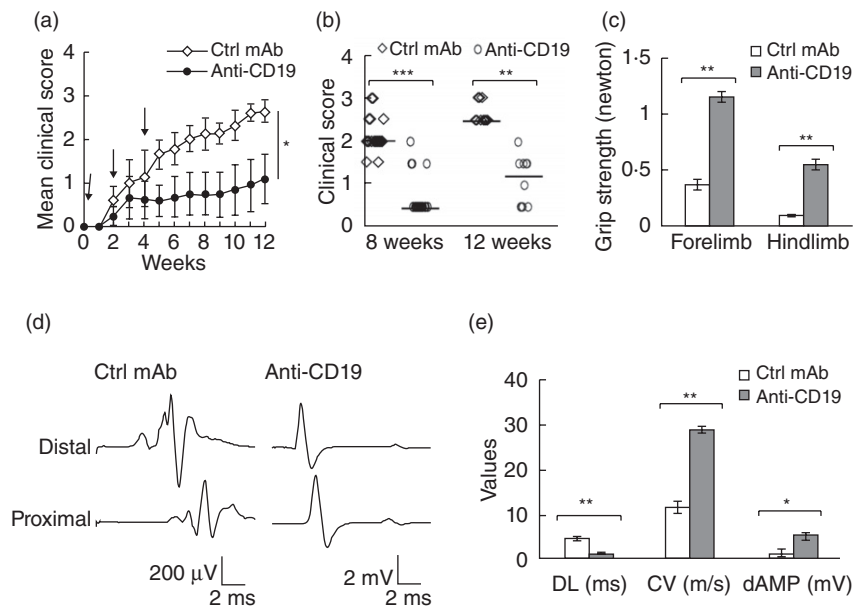 (a)
Ctrl mAb
Anti-CD19
Mean clinical score
4
3
2
1
0
*
0 2 4 6 8 10 12
Weeks
(b)
Ctrl mAb Anti-CD19
Clinical score
4
3
2
1
0
*** **
8 weeks 12 weeks
(c)
Ctrl mAb
Anti-CD19
Grip strength (newton)
1·5
1
0·5
0
**
**
Forelimb Hindlimb
(d)
Ctrl mAb Anti-CD19
Distal
Proximal
200 μV
2 ms
2 mV
2 ms
(e)
Ctrl mAb
Anti-CD19
Values
40
30
20
10
0
**
**
*
DL (ms) CV (m/s) dAMP (mV)